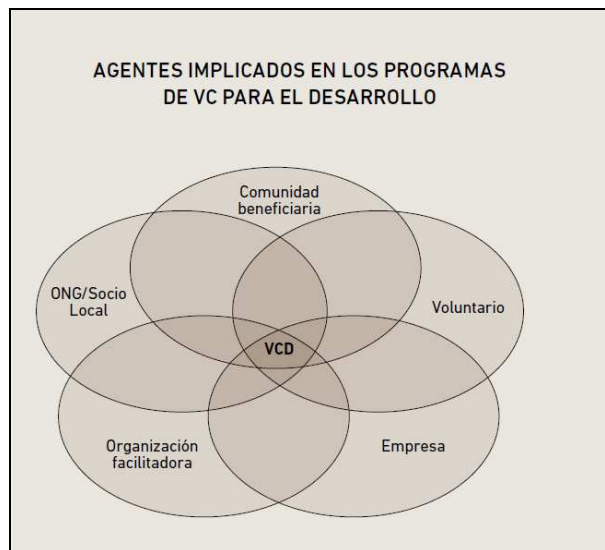 AGENTES IMPLICADOS EN LOS PROGRAMAS
DE VC PARA EL DESARROLLO
Comunidad
beneficiaria
ONG/Socio
Local
Voluntario
VCD
Organización
facilitadora
Empresa